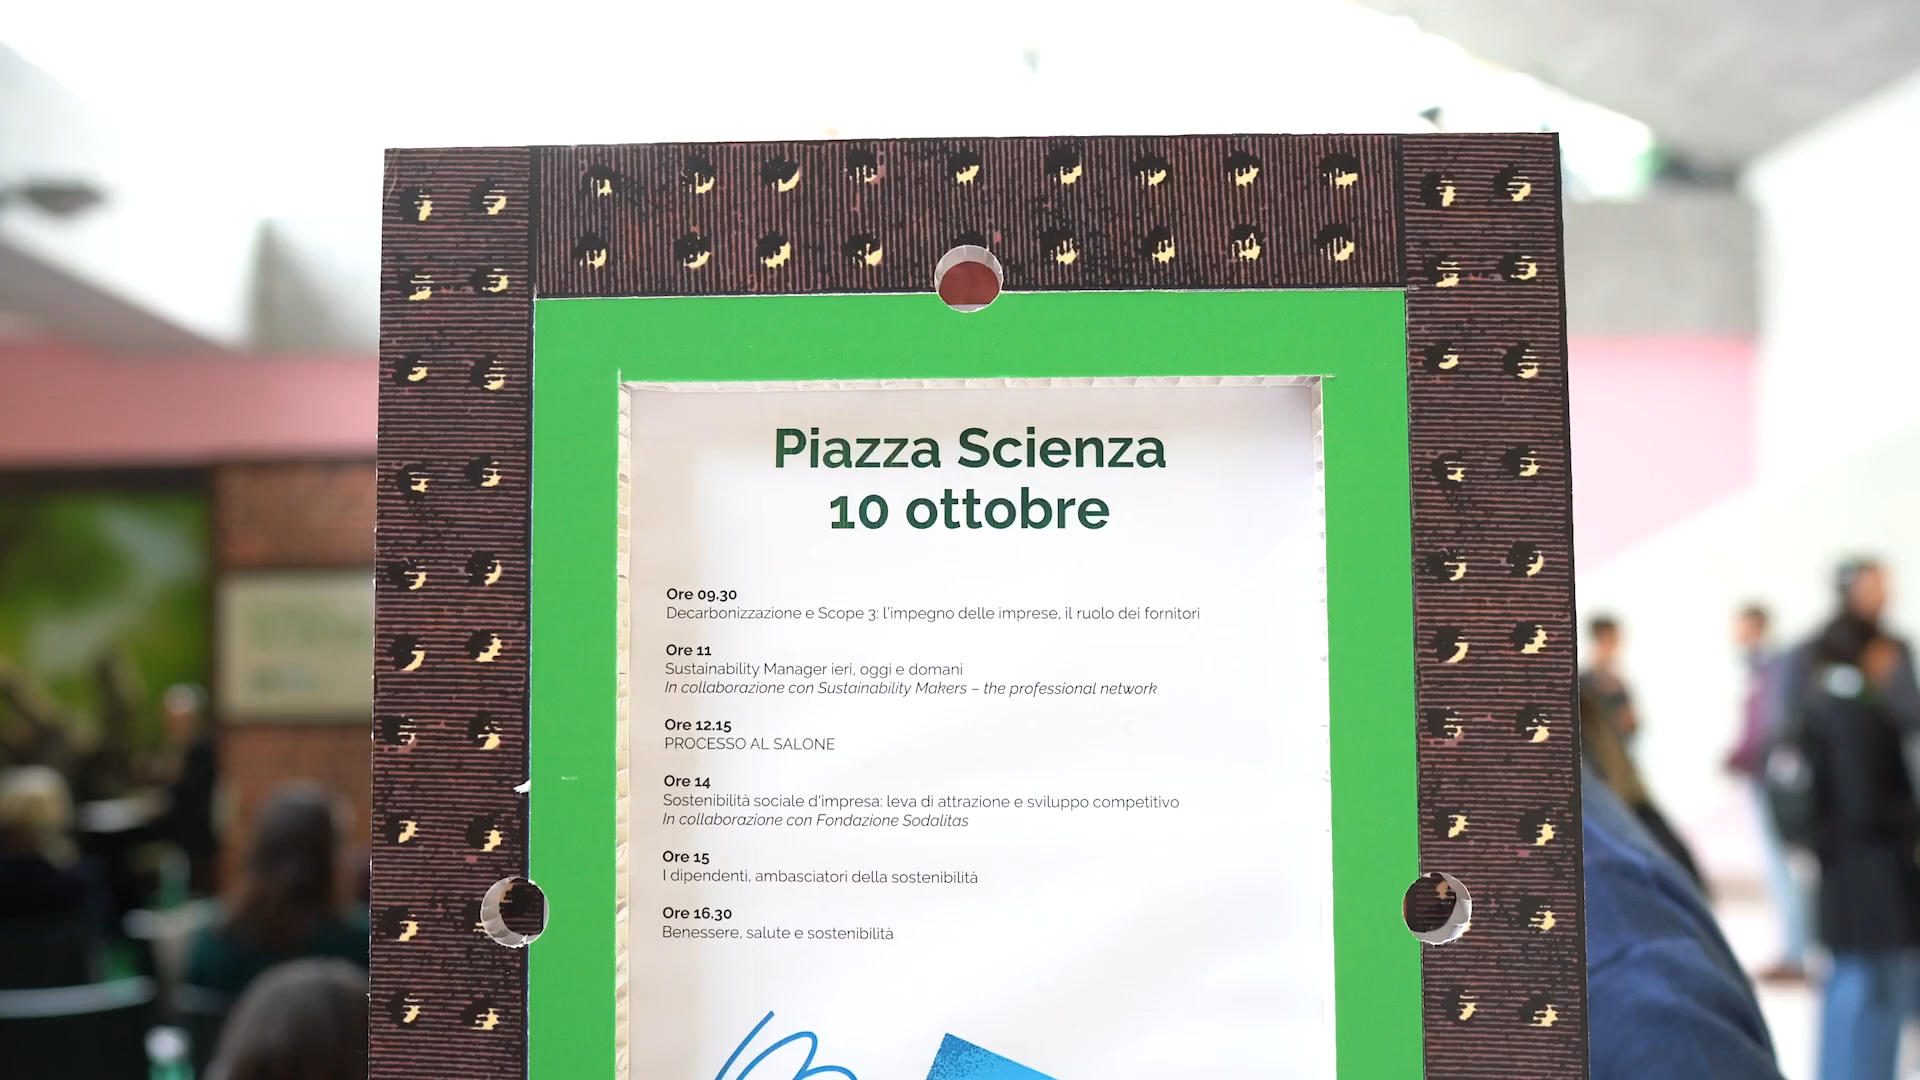 Piazza Scienza
10 ottobre
Ore 09.30
Decarbonizzazione e Scope 3: l'impegno delle imprese, il ruolo dei fornitori
Ore 11
Sustainability Manager ieri, oggi e domani
In collaborazione con Sustainability Makers – the professional network
Ore 12.15
PROCESSO AL SALONE
Ore 14
Sostenibilità sociale d'impresa: leva di attrazione e sviluppo competitivo
In collaborazione con Fondazione Sodalitas
Ore 15
I dipendenti, ambasciatori della sostenibilità
Ore 16.30
Benessere, salute e sostenibilità